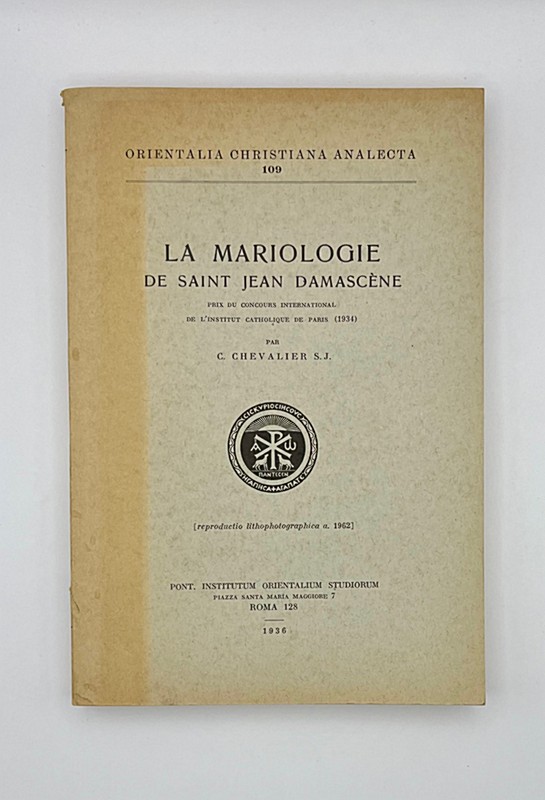 ORIENTALIA CHRISTIANA ANALECTA
109
LA MARIOLOGIE
DE SAINT JEAN DAMASCÈNE
PRIX DU CONCOURS INTERNATIONAL
DE L'INSTITUT CATHOLIQUE DE PARIS (1934)
PAR
C. CHEVALIER S.J.
Α Ω
ΠΑΝΤΕϹϹΗ
[reproductio lithophotographica a. 1962]
PONT. INSTITUTUM ORIENTALIUM STUDIORUM
PIAZZA SANTA MARIA MAGGIORE 7
ROMA 128
1936